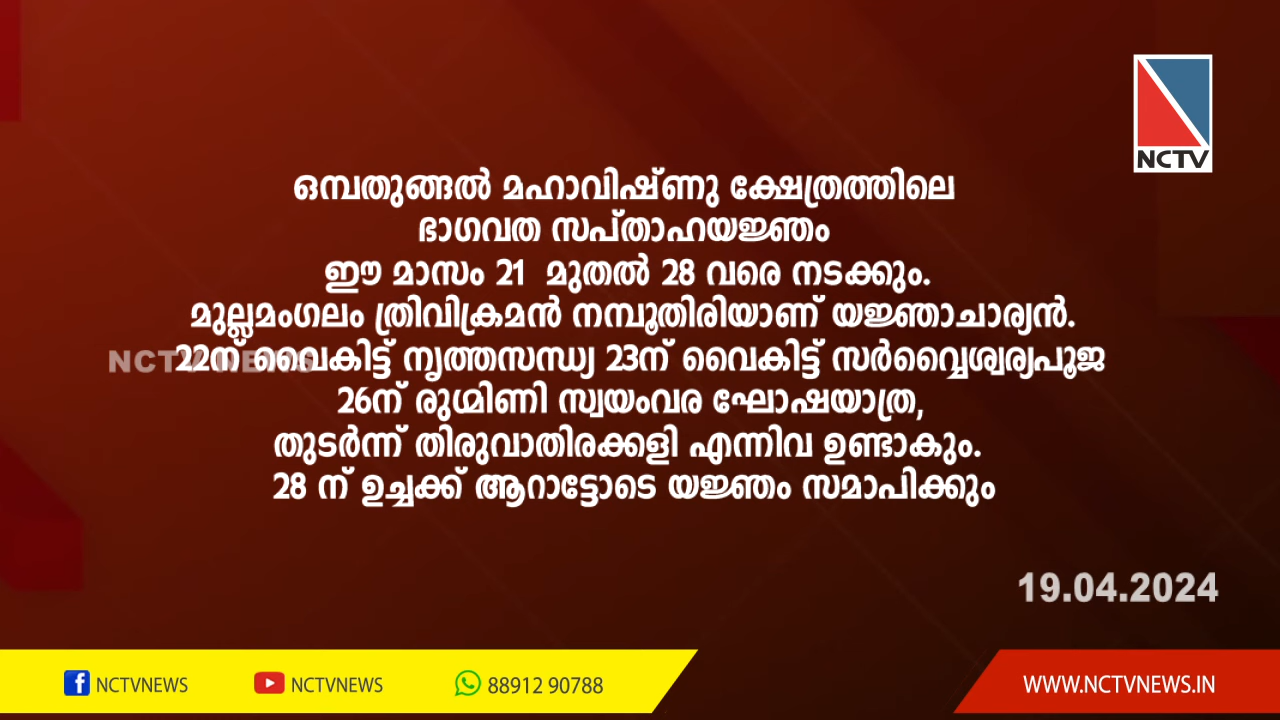 NCTV
ഒമ്പതുങ്ങൽ മഹാവിഷ്ണു ക്ഷേത്രത്തിലെ
ഭാഗവത സപ്താഹയജ്ഞം
ഈ മാസം 21 മുതൽ 28 വരെ നടക്കും.
മുല്ലമംഗലം ത്രിവിക്രമൻ നമ്പൂതിരിയാണ് യജ്ഞാചാര്യൻ.
22ന് വൈകിട്ട് നൃത്തസന്ധ്യ 23ന് വൈകിട്ട് സർവ്വൈശ്വര്യപൂജ
NCTV NEWS
26ന് രുഗ്മിണി സ്വയംവര ഘോഷയാത്ര,
തുടർന്ന് തിരുവാതിരക്കളി എന്നിവ ഉണ്ടാകും.
28 ന് ഉച്ചക്ക് ആറാട്ടോടെ യജ്ഞം സമാപിക്കും
19.04.2024
NCTVNEWS NCTVNEWS 88912 90788 WWW.NCTVNEWS.IN